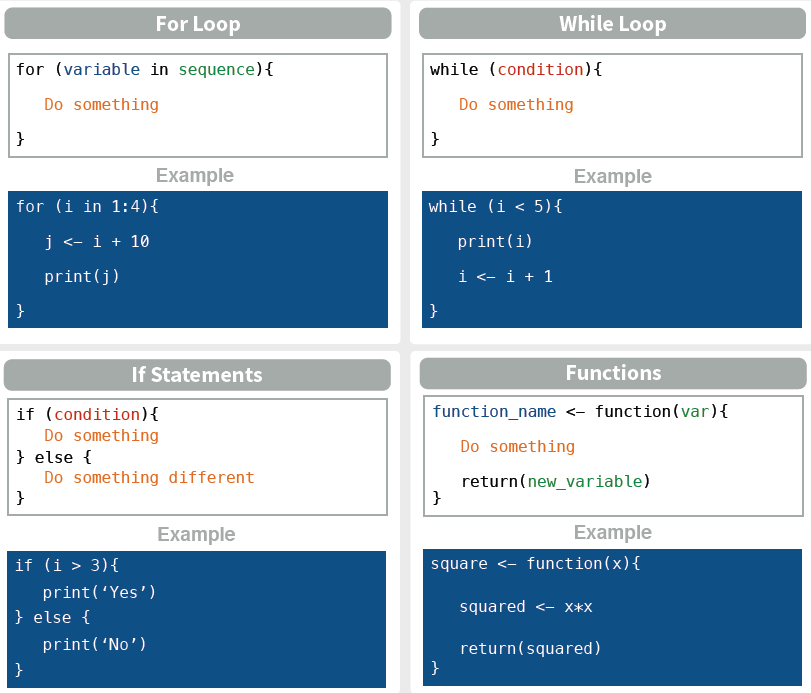 For Loop
for (variable in sequence){
Do something
}
Example
for (i in 1:4){
j <- i + 10
print(j)
}
While Loop
while (condition){
Do something
}
Example
while (i < 5){
print(i)
i <- i + 1
}
If Statements
if (condition){
Do something
} else {
Do something different
}
Example
if (i > 3){
print(‘Yes’)
} else {
print(‘No’)
}
Functions
function_name <- function(var){
Do something
return(new_variable)
}
Example
square <- function(x){
squared <- x*x
return(squared)
}